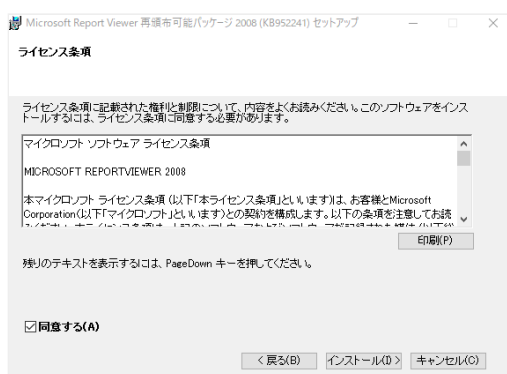 Microsoft Report Viewer 再頒布可能パッケージ 2008 (KB952241) セットアップ
ライセンス条項
ライセンス条項に記載された権利と制限について、内容をよくお読みください。このソフトウェアをインス
トールするには、ライセンス条項に同意する必要があります。
マイクロソフト ソフトウェア ライセンス条項
MICROSOFT REPORTVIEWER 2008
本マイクロソフト ライセンス条項 (以下「本ライセンス条項」といいます)は、お客様とMicrosoft
Corporation(以下「マイクロソフト」といいます)との契約を構成します。以下の条項を注意してお読
印刷(P)
残りのテキストを表示するには、PageDown キーを押してください。
同意する(A)
< 戻る(B) インストール(I) > キャンセル(C)